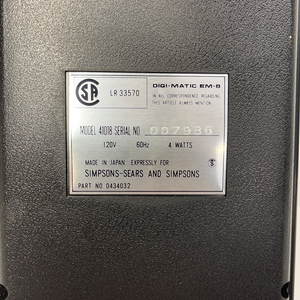 SA
LR 33570
DIGI-MATIC EM-8
IN ALL CORRESPONDENCE REGARDING
THIS ARTICLE ALWAYS MENTION
MODEL 41018 SERIAL NO. 007986
120V 60Hz 4 WATTS
MADE IN JAPAN EXPRESSLY FOR
SIMPSONS-SEARS AND SIMPSONS
PART NO. 0434032